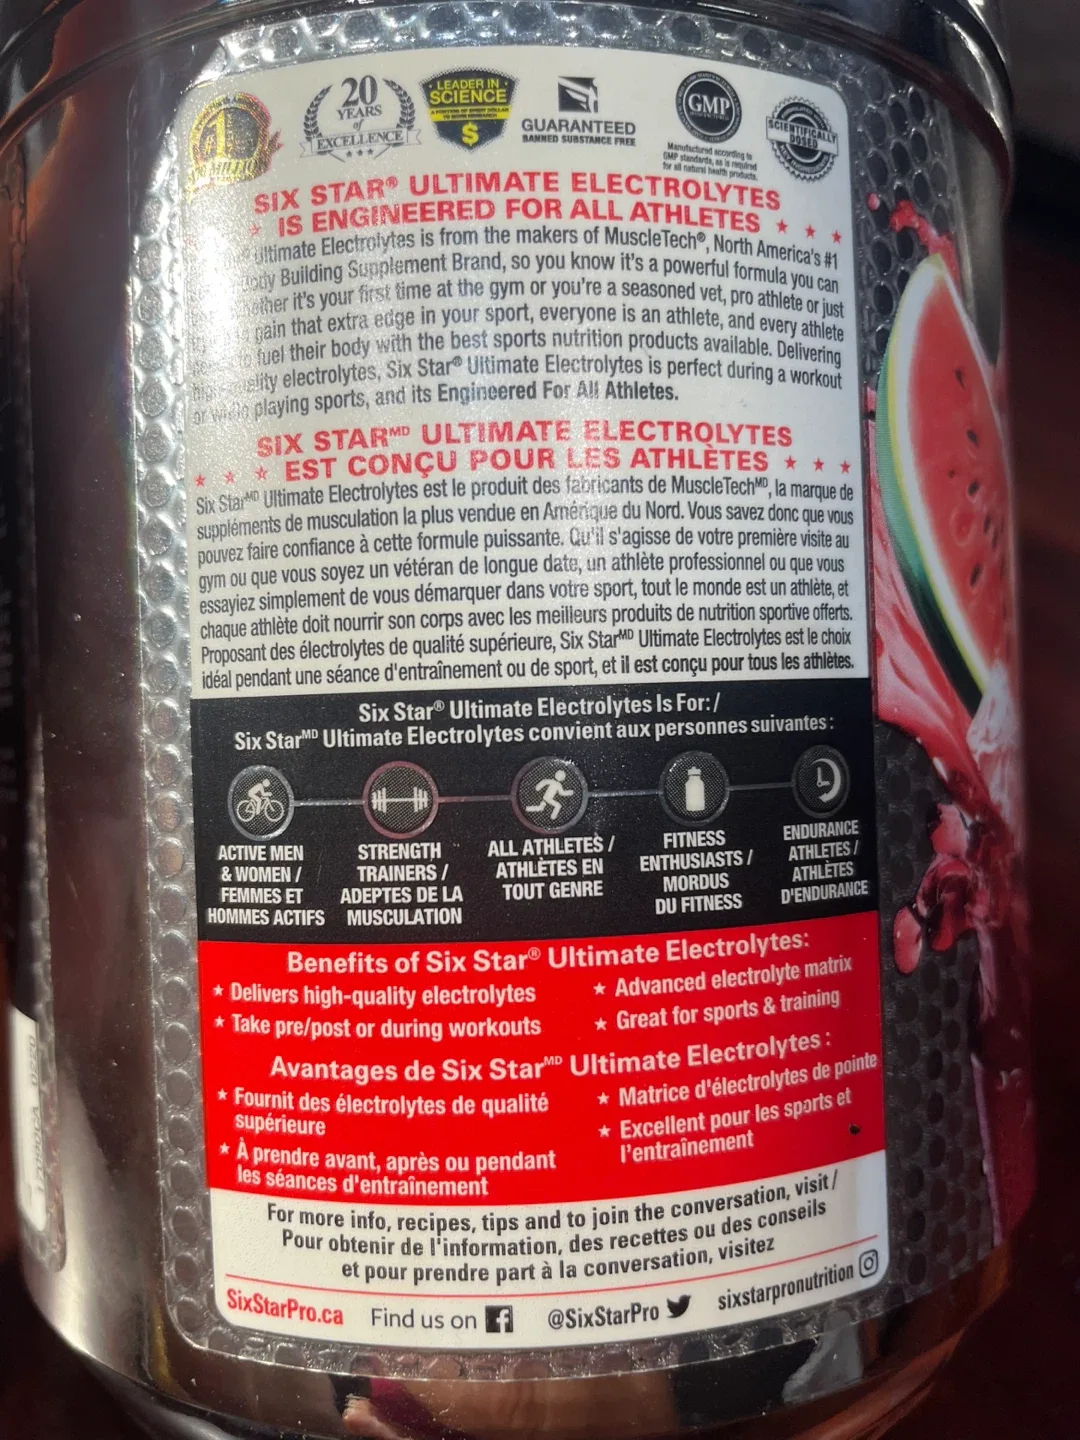 20
YEARS
of
EXCELLENCE
LEADER IN
SCIENCE
$
GUARANTEED
BANNED SUBSTANCE FREE
GMP
Manufactured according to
GMP standards, as is required
for all natural health products.
SCIENTIFICALLY
DOSED
SIX STAR® ULTIMATE ELECTROLYTES
IS ENGINEERED FOR ALL ATHLETES
Ultimate Electrolytes is from the makers of MuscleTech®, North America's #1
Building Supplement Brand, so you know it's a powerful formula you can
it's your first time at the gym or you're a seasoned vet, pro athlete or just
gain that extra edge in your sport, everyone is an athlete, and every athlete
to fuel their body with the best sports nutrition products available. Delivering
electrolytes, Six Star® Ultimate Electrolytes is perfect during a workout
or while playing sports, and its Engineered For All Athletes.
SIX STARMD ULTIMATE ELECTROLYTES
EST CONÇU POUR LES ATHLÈTES
Six StarMD Ultimate Electrolytes est le produit des fabricants de MuscleTechMD, la marque de
suppléments de musculation la plus vendue en Amérique du Nord. Vous savez donc que vous
pouvez faire confiance à cette formule puissante. Qu'il s'agisse de votre première visite au
gym ou que vous soyez un vétéran de longue date, un athlète professionnel ou que vous
essayiez simplement de vous démarquer dans votre sport, tout le monde est un athlète, et
chaque athlète doit nourrir son corps avec les meilleurs produits de nutrition sportive offerts.
Proposant des électrolytes de qualité supérieure, Six StarMD Ultimate Electrolytes est le choix
idéal pendant une séance d'entraînement ou de sport, et il est conçu pour tous les athlètes.
Six Star® Ultimate Electrolytes Is For:/
Six StarMD Ultimate Electrolytes convient aux personnes suivantes:
ACTIVE MEN
& WOMEN /
FEMMES ET
HOMMES ACTIFS
STRENGTH
TRAINERS /
ADEPTES DE LA
MUSCULATION
ALL ATHLETES /
ATHLÈTES EN
TOUT GENRE
FITNESS
ENTHUSIASTS /
MORDUS
DU FITNESS
ENDURANCE
ATHLETES /
ATHLÈTES
D'ENDURANCE
Benefits of Six Star® Ultimate Electrolytes:
★ Delivers high-quality electrolytes
★ Take pre/post or during workouts
★ Advanced electrolyte matrix
★ Great for sports & training
Avantages de Six StarMD Ultimate Electrolytes:
★ Fournit des électrolytes de qualité
supérieure
★ À prendre avant, après ou pendant
les séances d'entraînement
★ Matrice d'électrolytes de pointe
★ Excellent pour les sports et
l'entraînement
For more info, recipes, tips and to join the conversation, visit/
Pour obtenir de l'information, des recettes ou des conseils
et pour prendre part à la conversation, visitez
SixStarPro.ca Find us on f @SixStarPro sixstarpronutrition